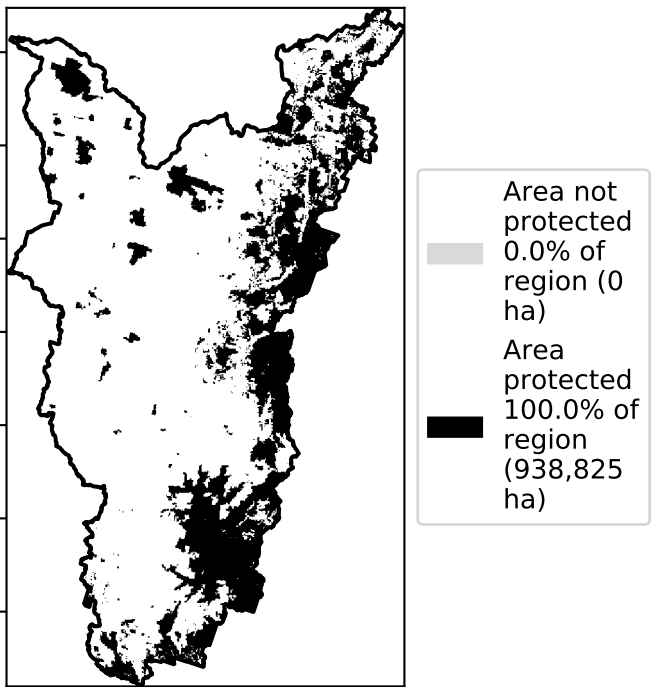 Area not
protected
0.0% of
region (0
ha)
Area
protected
100.0% of
region
(938,825
ha)